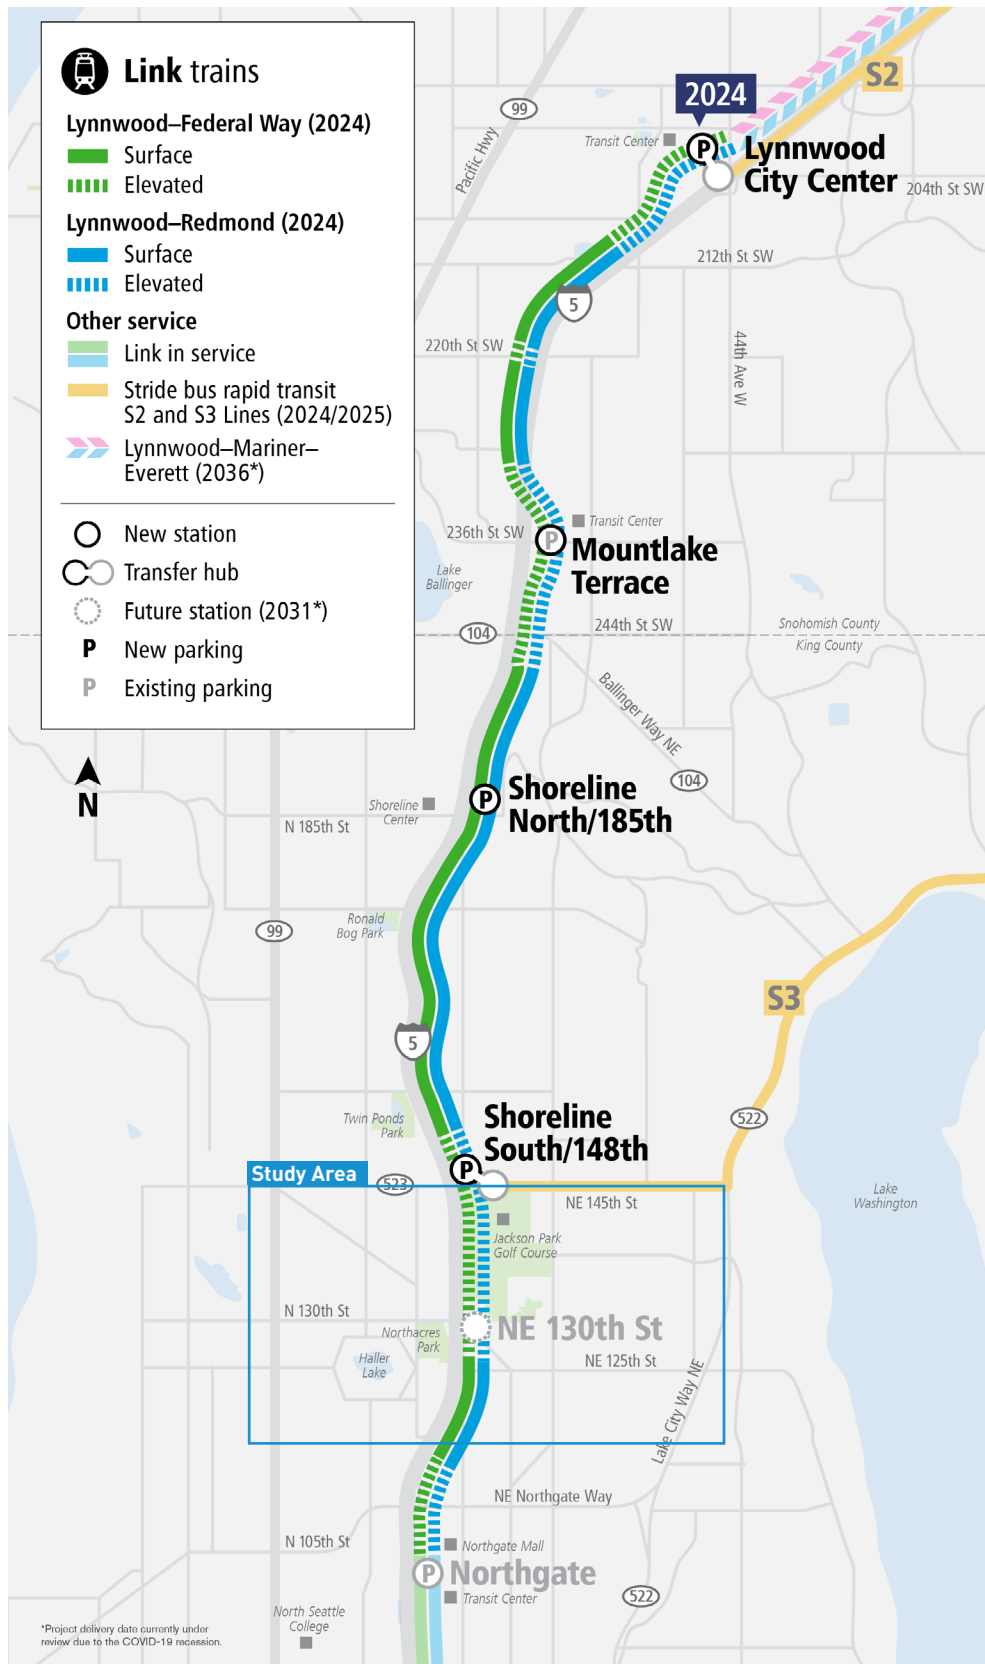 Link trains
Lynnwood–Federal Way (2024)
Surface
Elevated
Lynnwood–Redmond (2024)
Surface
Elevated
Other service
Link in service
Stride bus rapid transit
S2 and S3 Lines (2024/2025)
Lynnwood–Mariner–
Everett (2036*)
New station
Transfer hub
Future station (2031*)
P New parking
P Existing parking
N
S2
2024
99
Pacific Hwy
Transit Center
P
Lynnwood
City Center
204th St SW
212th St SW
5
220th St SW
44th Ave W
Transit Center
236th St SW
P
Mountlake
Terrace
Lake
Ballinger
104
244th St SW
Snohomish County
King County
Ballinger Way NE
104
Shoreline
North/185th
P
Shoreline
Center
N 185th St
Ronald
Bog Park
99
S3
5
522
Twin Ponds
Park
Shoreline
South/148th
P
Study Area
523
NE 145th St
Lake
Washington
Jackson Park
Golf Course
N 130th St
Northacres
Park
NE 130th St
Haller
Lake
NE 125th St
Lake City Way NE
NE Northgate Way
N 105th St
Northgate Mall
P
Northgate
Transit Center
522
North Seattle
College
*Project delivery date currently under
review due to the COVID-19 recession.